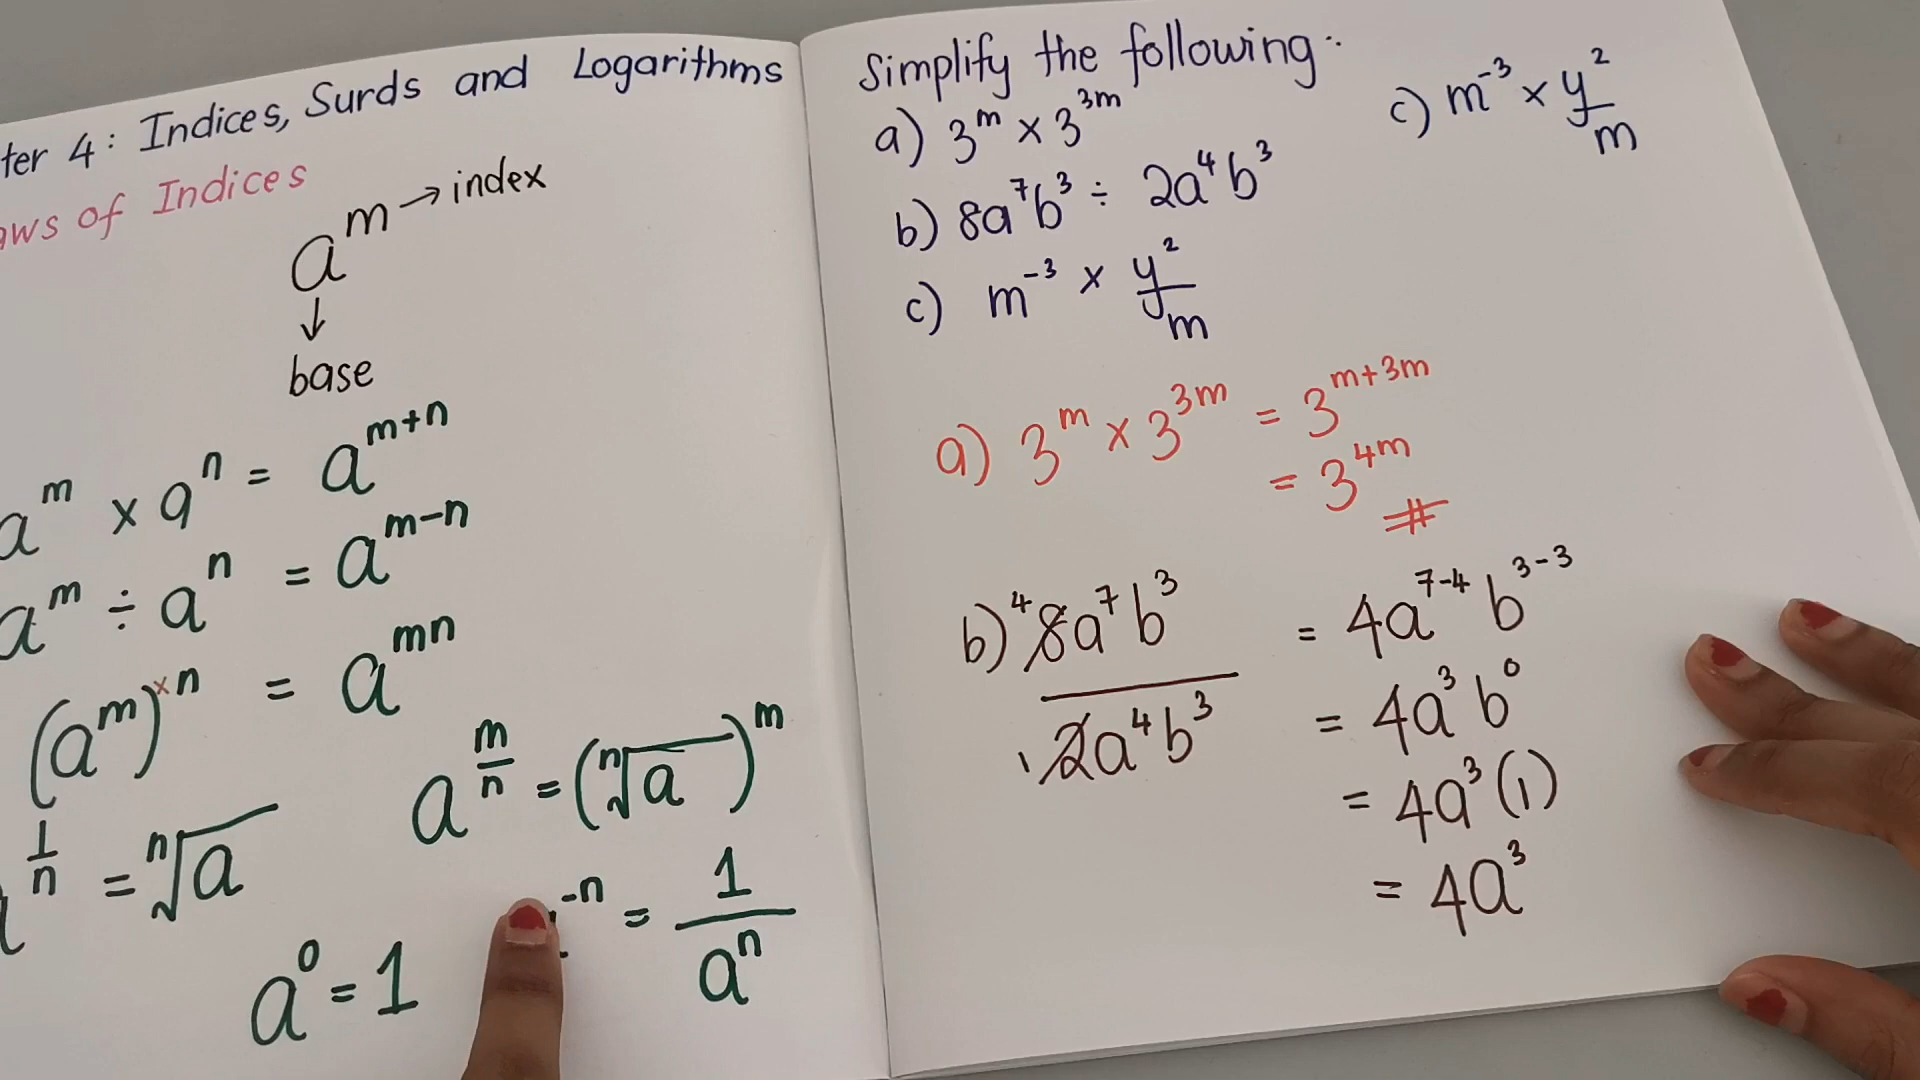 ter 4: Indices, Surds and Logarithms
aws of Indices
a^m → index
↓
base
a^m × a^n = a^(m+n)
a^m ÷ a^n = a^(m-n)
(a^m)^(×n) = a^(mn)
a^(m/n) = (ⁿ√a)^m
^(1/n) = ⁿ√a
^(-n) = 1/a^n
a^0 = 1
Simplify the following:
a) 3^m × 3^(3m)
b) 8a^7b^3 ÷ 2a^4b^3
c) m^(-3) × y^2/m
c) m^(-3) × y^2/m
a) 3^m × 3^(3m) = 3^(m+3m)
= 3^(4m)
#
b) ^4 8a^7b^3 / 1 2a^4b^3 = 4a^(7-4) b^(3-3)
= 4a^3 b^0
= 4a^3 (1)
= 4a^3